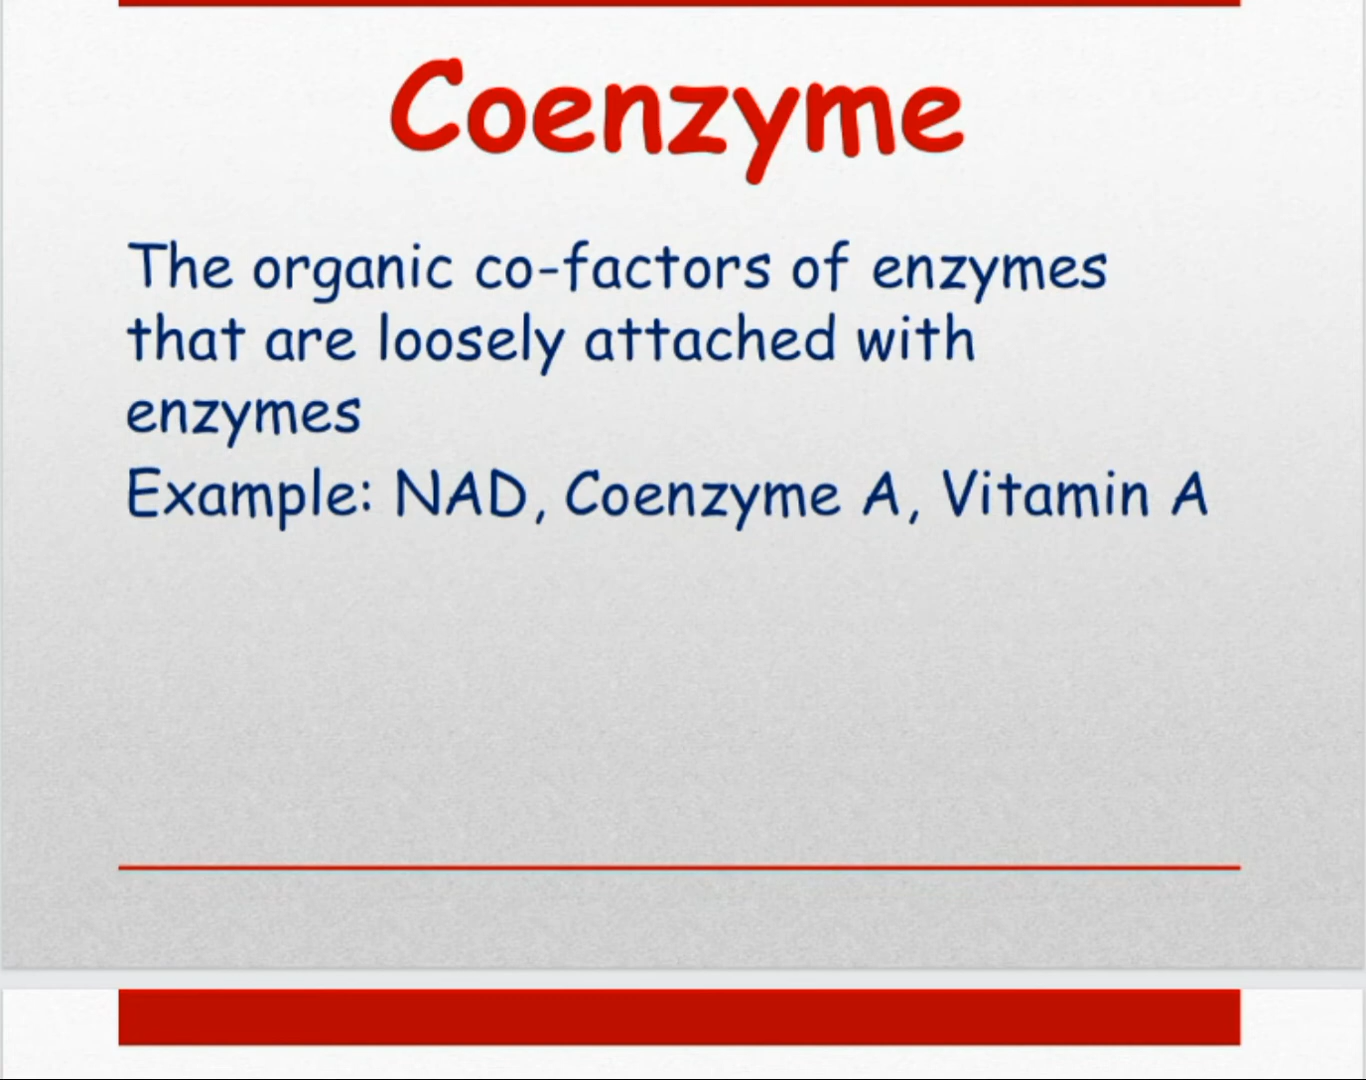 Coenzyme
The organic co-factors of enzymes
that are loosely attached with
enzymes
Example: NAD, Coenzyme A, Vitamin A